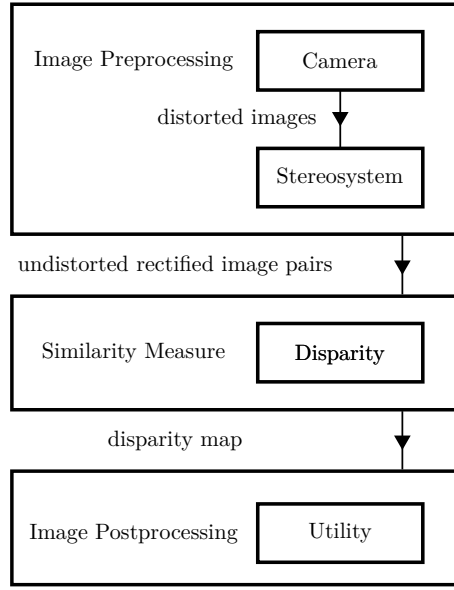 Image Preprocessing
Camera
distorted images
Stereosystem
undistorted rectified image pairs
Similarity Measure
Disparity
disparity map
Image Postprocessing
Utility